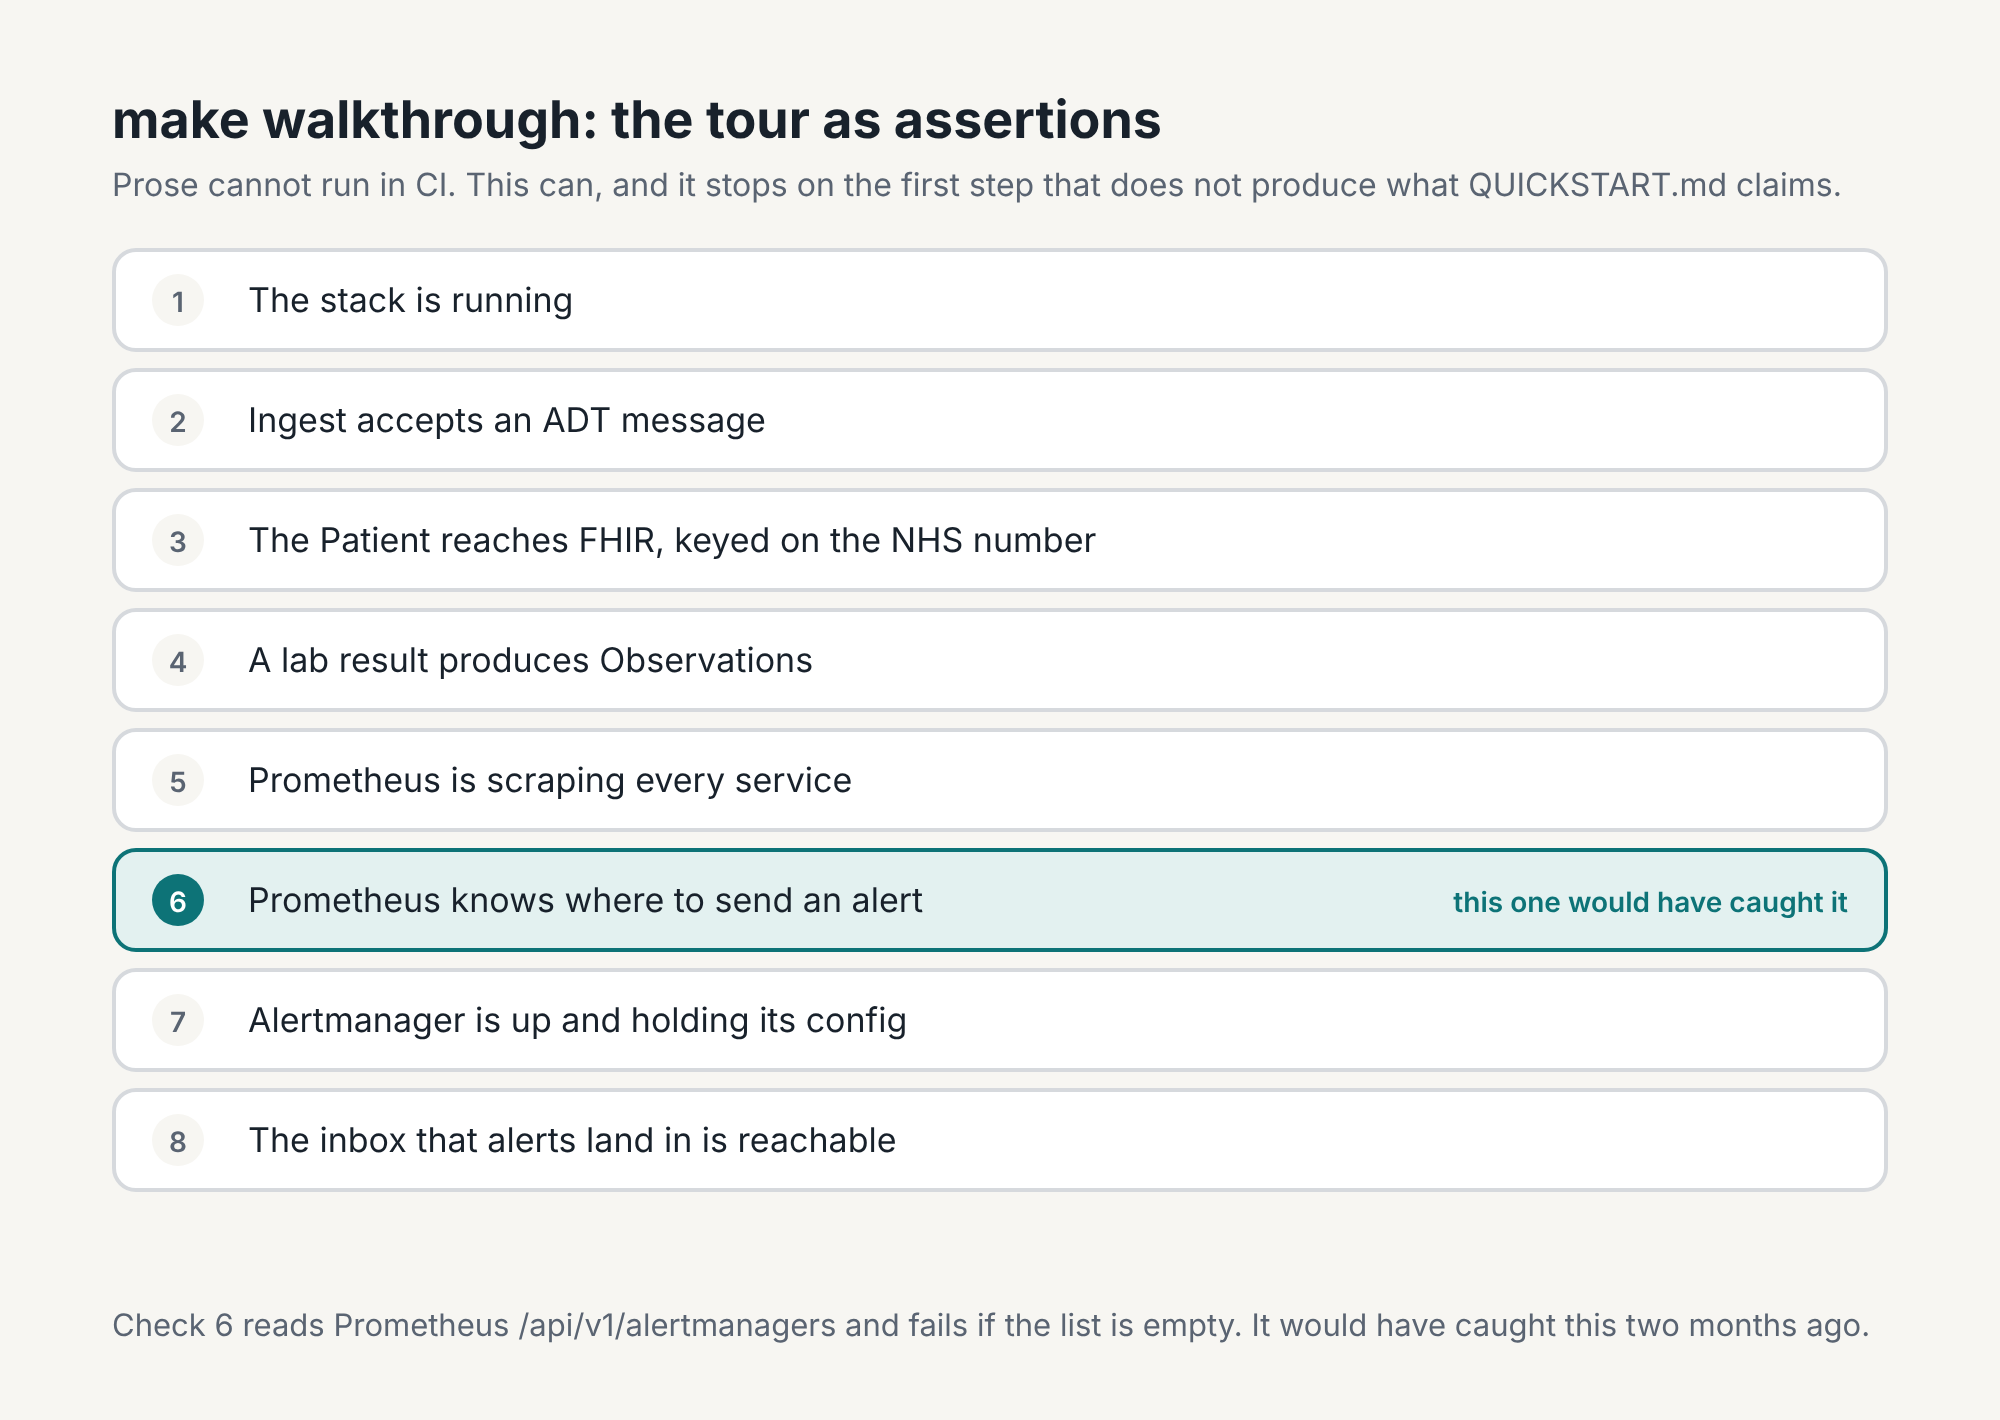 make walkthrough: the tour as assertions
Prose cannot run in CI. This can, and it stops on the first step that does not produce what QUICKSTART.md claims.
1 The stack is running
2 Ingest accepts an ADT message
3 The Patient reaches FHIR, keyed on the NHS number
4 A lab result produces Observations
5 Prometheus is scraping every service
6 Prometheus knows where to send an alert this one would have caught it
7 Alertmanager is up and holding its config
8 The inbox that alerts land in is reachable
Check 6 reads Prometheus /api/v1/alertmanagers and fails if the list is empty. It would have caught this two months ago.